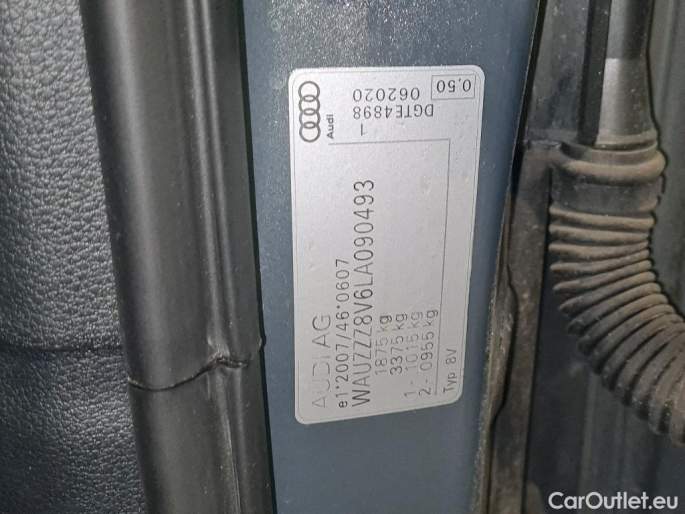 AUDI AG
e1*2007/46*0607
WAUZZZ8V6LA090493
1875 kg
3375 kg
1 - 1015 kg
2 - 0955 kg
Typ 8V
Audi
1
DGTE4898
062020
0,50
CarOutlet.eu